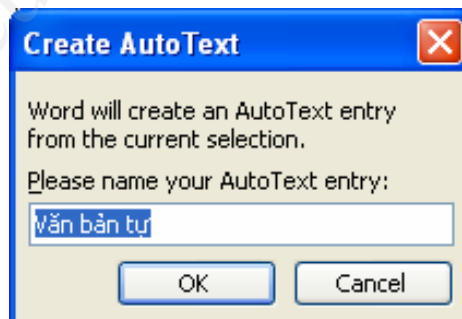 Create AutoText
Word will create an AutoText entry
from the current selection.
Please name your AutoText entry:
Văn bản tự
OK
Cancel